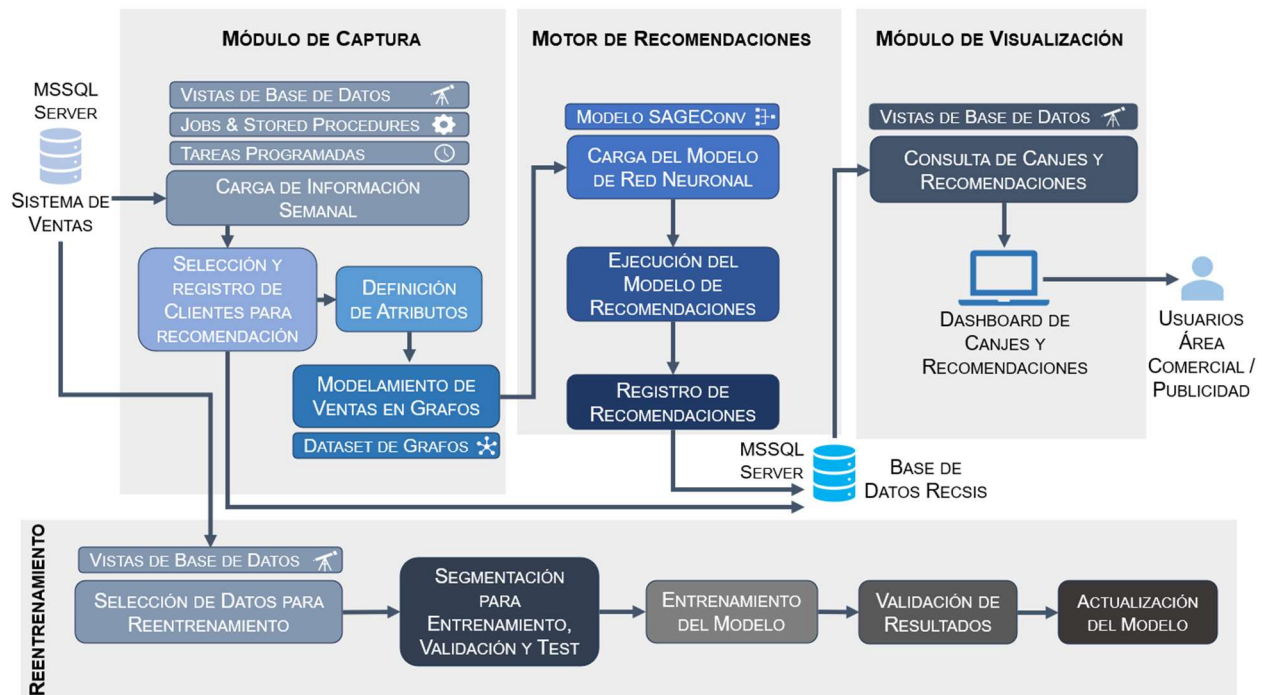 MÓDULO DE CAPTURA
MOTOR DE RECOMENDACIONES
MÓDULO DE VISUALIZACIÓN
MSSQL
SERVER
SISTEMA DE
VENTAS
VISTAS DE BASE DE DATOS
JOBS & STORED PROCEDURES
TAREAS PROGRAMADAS
CARGA DE INFORMACIÓN
SEMANAL
SELECCIÓN Y
REGISTRO DE
CLIENTES PARA
RECOMENDACIÓN
DEFINICIÓN
DE ATRIBUTOS
MODELAMIENTO DE
VENTAS EN GRAFOS
DATASET DE GRAFOS
MODELO SAGECONV
CARGA DEL MODELO
DE RED NEURONAL
EJECUCIÓN DEL
MODELO DE
RECOMENDACIONES
REGISTRO DE
RECOMENDACIONES
MSSQL
SERVER
BASE DE
DATOS RECSIS
VISTAS DE BASE DE DATOS
CONSULTA DE CANJES Y
RECOMENDACIONES
DASHBOARD DE
CANJES Y
RECOMENDACIONES
USUARIOS
ÁREA
COMERCIAL /
PUBLICIDAD
REENTRENAMIENTO
VISTAS DE BASE DE DATOS
SELECCIÓN DE DATOS PARA
REENTRENAMIENTO
SEGMENTACIÓN
PARA
ENTRENAMIENTO,
VALIDACIÓN Y TEST
ENTRENAMIENTO
DEL MODELO
VALIDACIÓN DE
RESULTADOS
ACTUALIZACIÓN
DEL MODELO